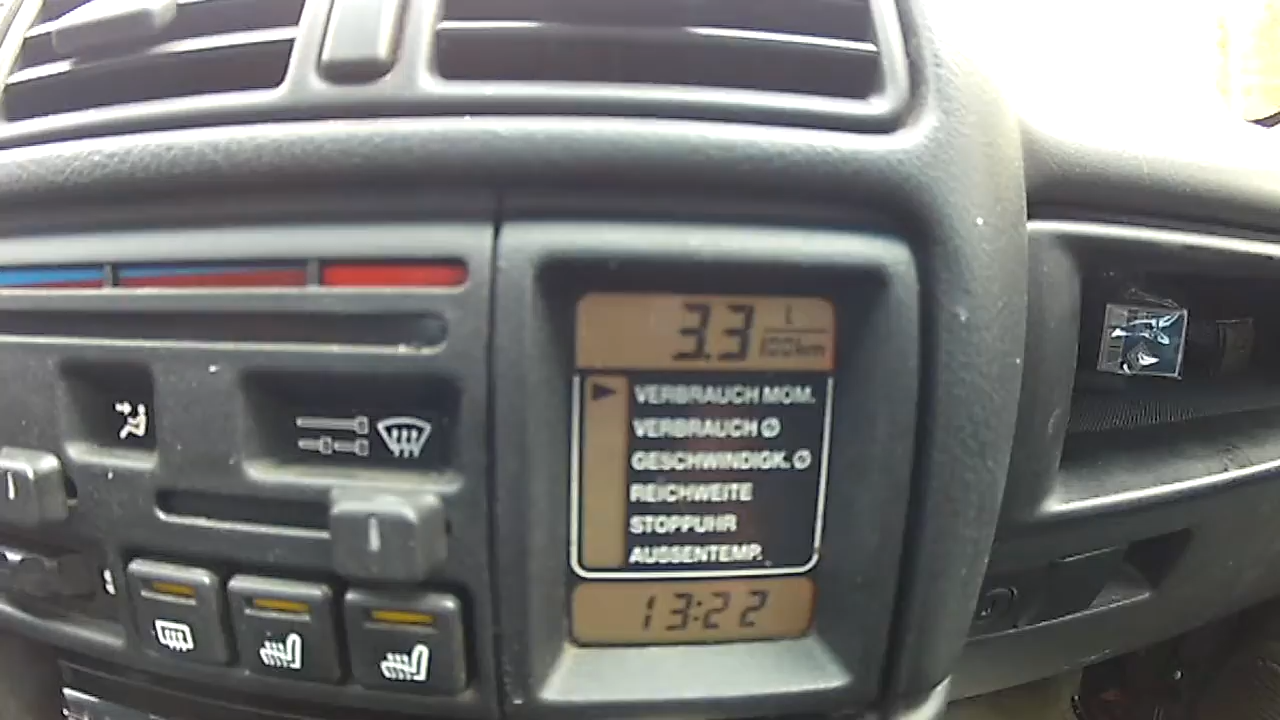 3.3 L
100km
VERBRAUCH MOM.
VERBRAUCH Ø
GESCHWINDIGK. Ø
REICHWEITE
STOPPUHR
AUSSENTEMP.
13:22